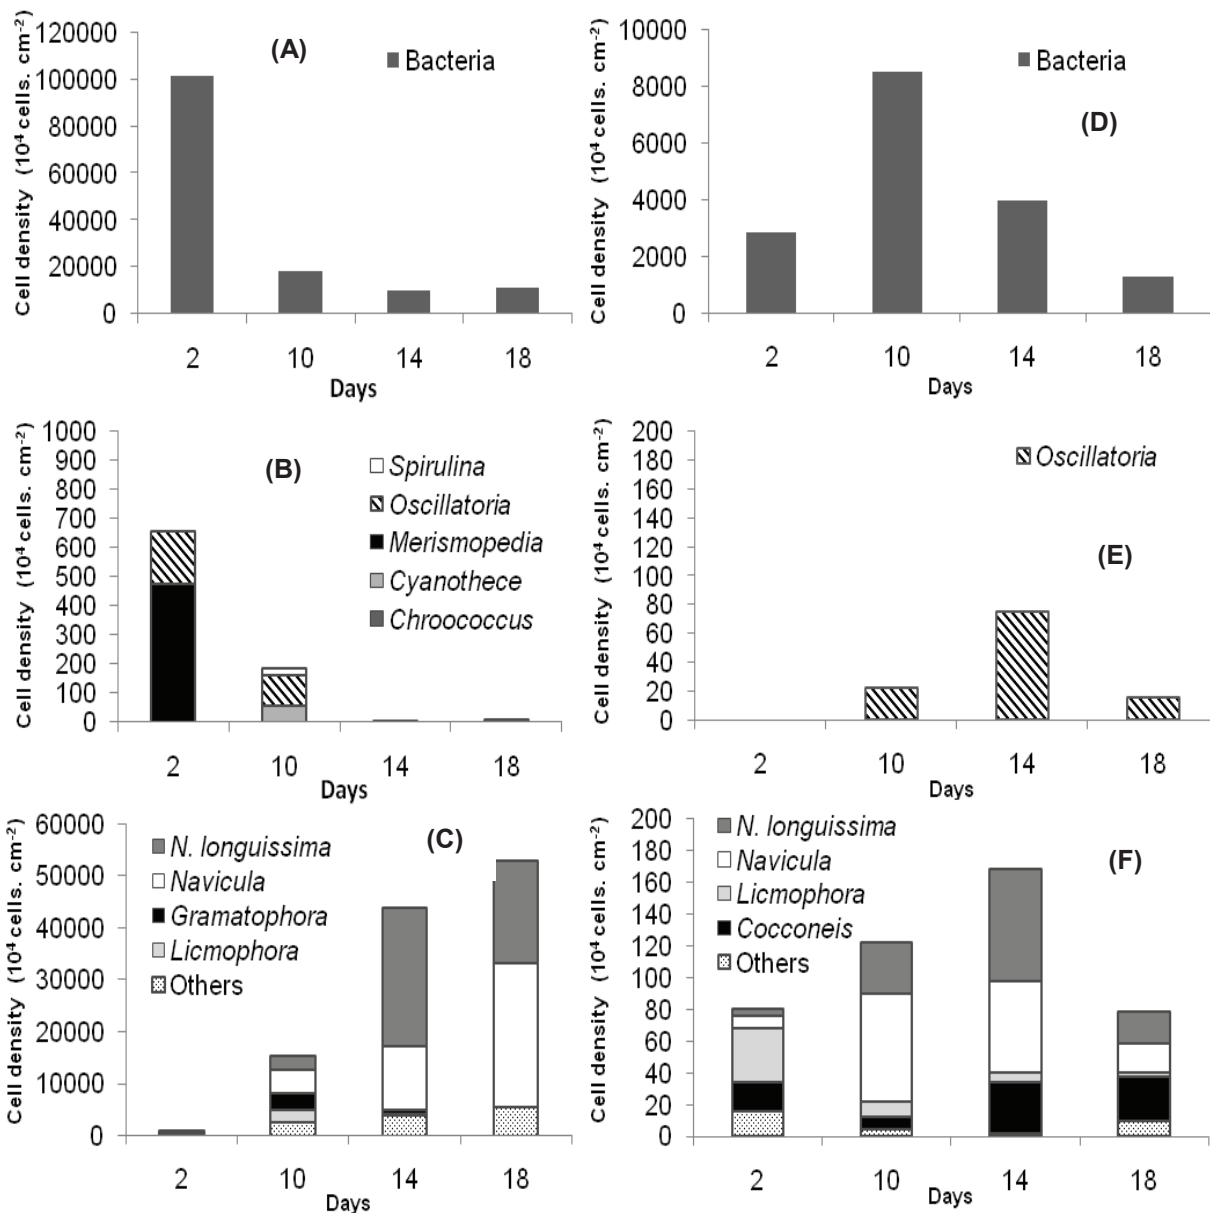 Cell density (10⁴ cells. cm⁻²)
120000
100000
80000
60000
40000
20000
0
(A)
Bacteria
2 10 14 18
Days
Cell density (10⁴ cells. cm⁻²)
10000
8000
6000
4000
2000
0
Bacteria
(D)
2 10 14 18
Days
Cell density (10⁴ cells. cm⁻²)
1000
900
800
700
600
500
400
300
200
100
0
(B)
Spirulina
Oscillatoria
Merismopedia
Cyanothece
Chroococcus
2 10 14 18
Days
Cell density (10⁴ cells. cm⁻²)
200
180
160
140
120
100
80
60
40
20
0
Oscillatoria
(E)
2 10 14 18
Days
Cell density (10⁴ cells. cm⁻²)
60000
50000
40000
30000
20000
10000
0
N. longuissima
Navicula
Gramatophora
Licmophora
Others
(C)
2 10 14 18
Days
Cell density (10⁴ cells. cm⁻²)
200
180
160
140
120
100
80
60
40
20
0
N. longuissima
Navicula
Licmophora
Cocconeis
Others
(F)
2 10 14 18
Days